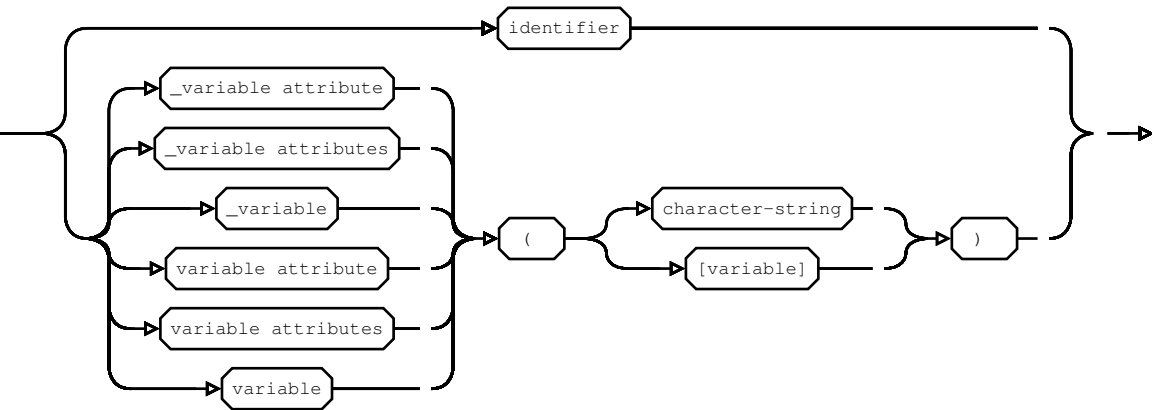 identifier
_variable attribute
_variable attributes
_variable
variable attribute
variable attributes
variable
(
character-string
[variable]
)